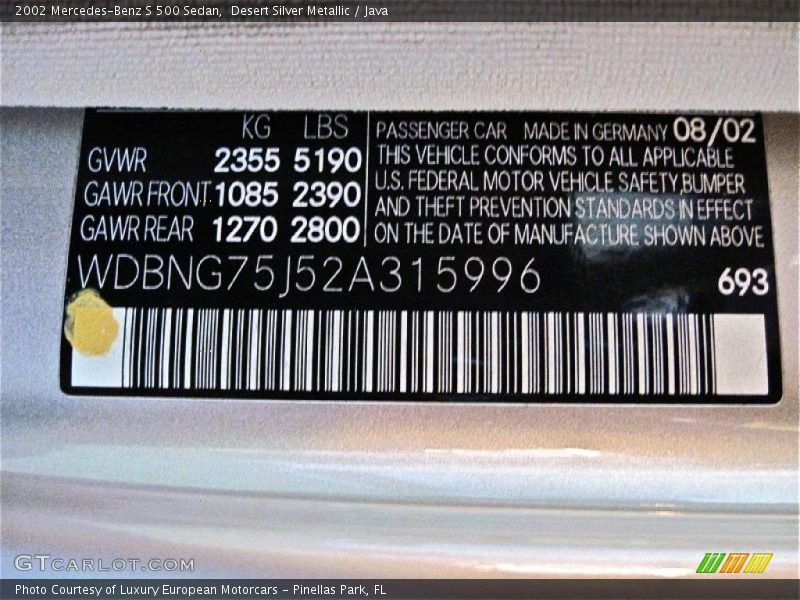 2002 Mercedes-Benz S 500 Sedan,  Desert Silver Metallic / Java
KG LBS
GVWR 2355 5190
GAWR FRONT 1085 2390
GAWR REAR 1270 2800
PASSENGER CAR MADE IN GERMANY 08/02
THIS VEHICLE CONFORMS TO ALL APPLICABLE
U.S. FEDERAL MOTOR VEHICLE SAFETY,BUMPER
AND THEFT PREVENTION STANDARDS IN EFFECT
ON THE DATE OF MANUFACTURE SHOWN ABOVE
WDBNG75J52A315996
693
GTCARLOT.COM
Photo Courtesy of Luxury European Motorcars - Pinellas Park, FL